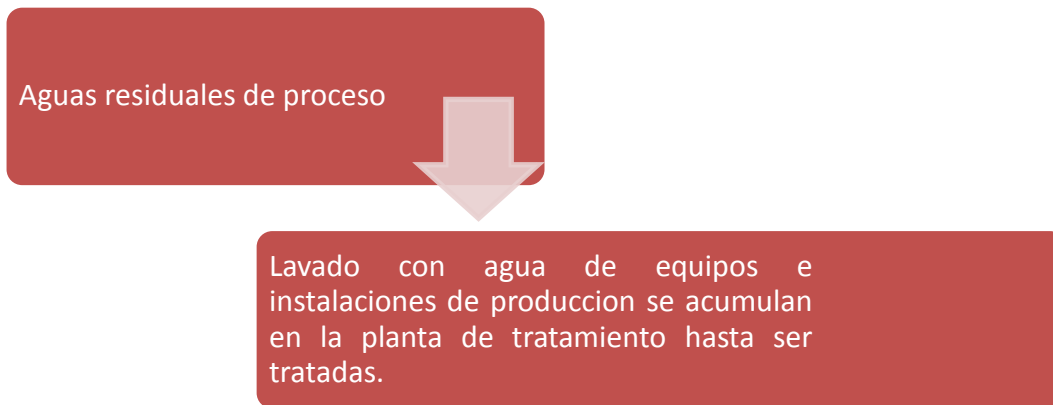 Aguas residuales de proceso
Lavado con agua de equipos e
instalaciones de produccion se acumulan
en la planta de tratamiento hasta ser
tratadas.